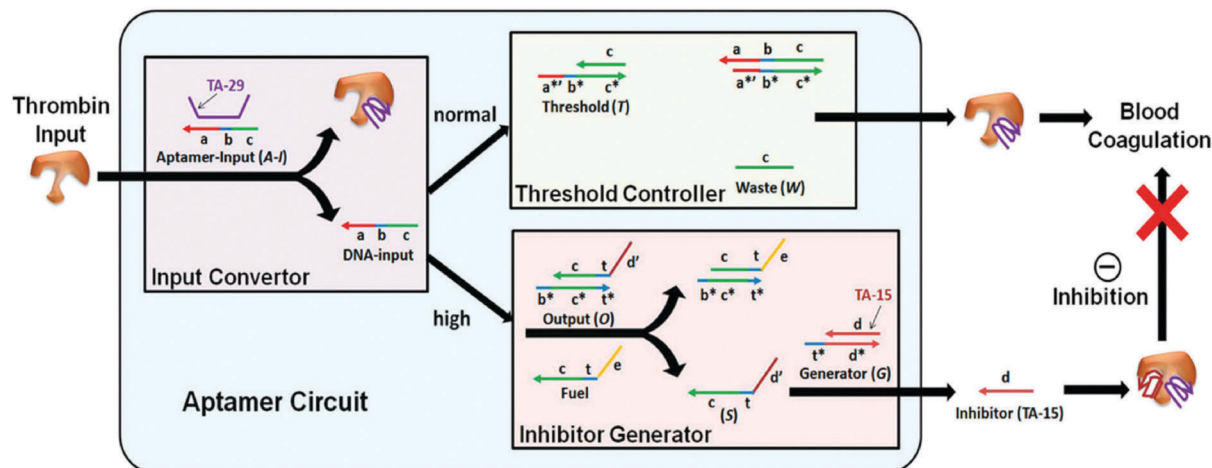 Thrombin
Input
TA-29
a b c
Aptamer-Input (A-I)
a b c
DNA-input
Input Convertor
normal
high
c
a*' b* c*
Threshold (T)
a b c
a*' b* c*
c
Waste (W)
Threshold Controller
c t d'
b* c* t*
Output (O)
c t e
Fuel
c t e
b* c* t*
d'
c t
(S)
TA-15
d
t* d*
Generator (G)
Inhibitor Generator
Aptamer Circuit
Blood
Coagulation
Inhibition
d
Inhibitor (TA-15)